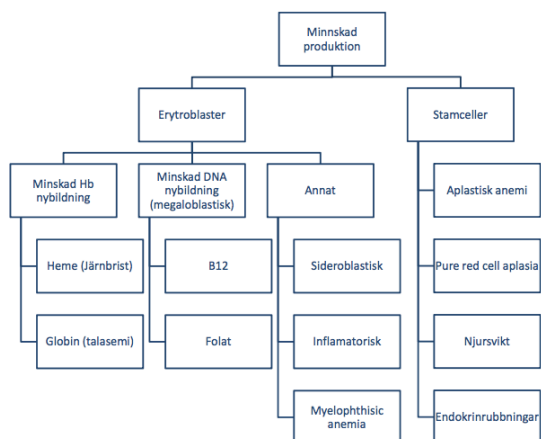 Minnskad
produktion
Erytroblaster
Stamceller
Minskad Hb
nybildning
Minskad DNA
nybildning
(megaloblastisk)
Annat
Aplastisk anemi
Heme (Järnbrist)
B12
Sideroblastisk
Pure red cell aplasia
Globin (talasemi)
Folat
Inflamatorisk
Njursvikt
Myelophthisic
anemia
Endokrinrubbningar